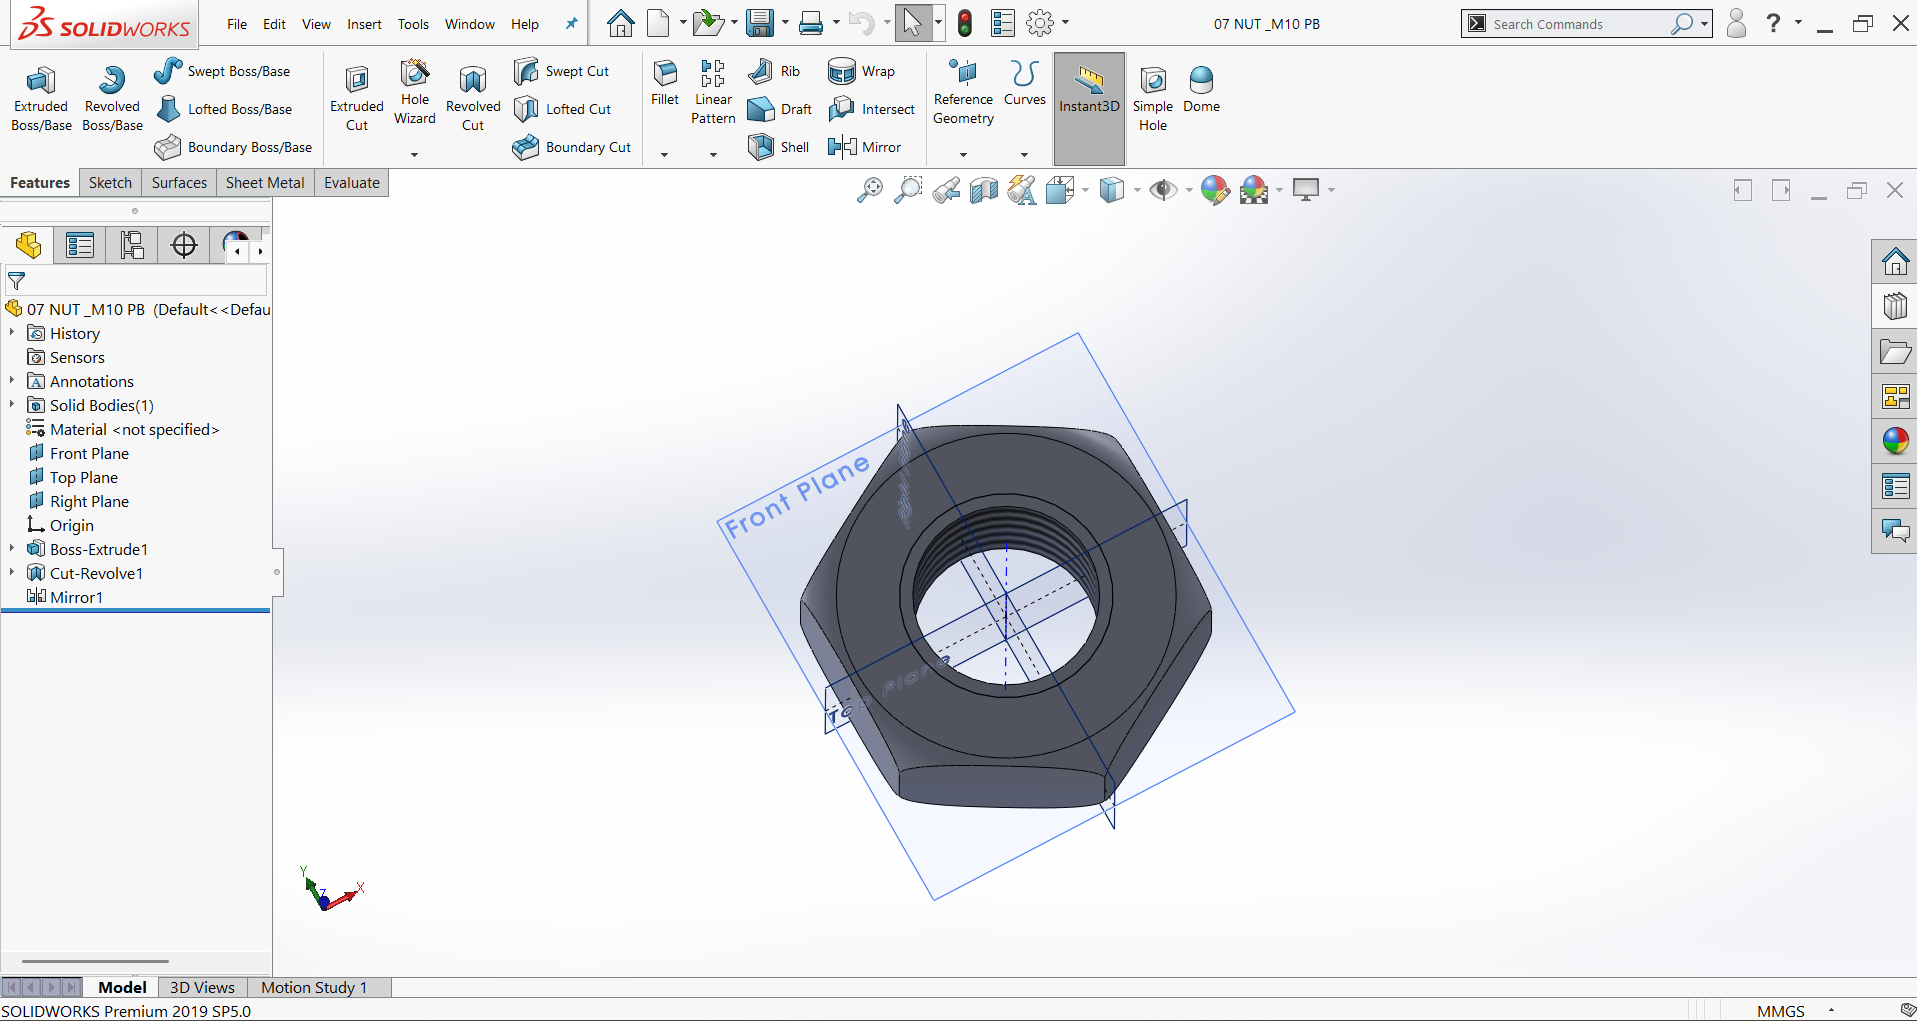 SOLIDWORKS
File Edit View Insert Tools Window Help
07 NUT _M10 PB
Search Commands
?
Extruded Boss/Base
Revolved Boss/Base
Swept Boss/Base
Lofted Boss/Base
Boundary Boss/Base
Extruded Cut
Hole Wizard
Revolved Cut
Swept Cut
Lofted Cut
Boundary Cut
Fillet
Linear Pattern
Rib
Draft
Shell
Wrap
Intersect
Mirror
Reference Geometry
Curves
Instant3D
Simple Hole
Dome
Features Sketch Surfaces Sheet Metal Evaluate
07 NUT _M10 PB (Default<<Defau
History
Sensors
Annotations
Solid Bodies(1)
Material <not specified>
Front Plane
Top Plane
Right Plane
Origin
Boss-Extrude1
Cut-Revolve1
Mirror1
Front Plane
Top Plane
Y
Z
X
Model 3D Views Motion Study 1
SOLIDWORKS Premium 2019 SP5.0
MMGS